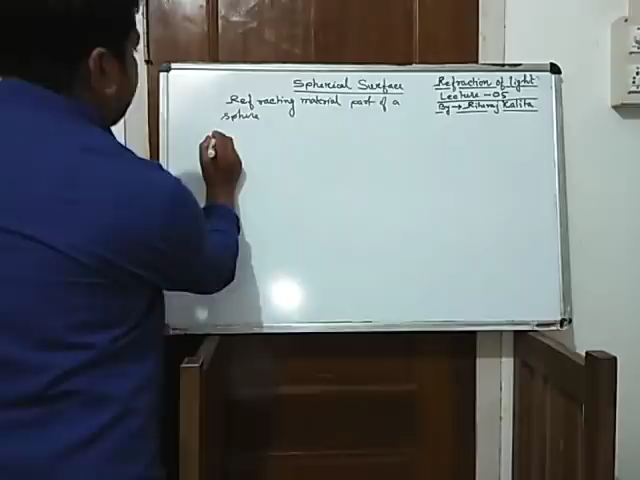 Spherical Surface
Refracting material part of a
sphere
Refraction of light
Lecture - 05
By → Rituraj Kalita